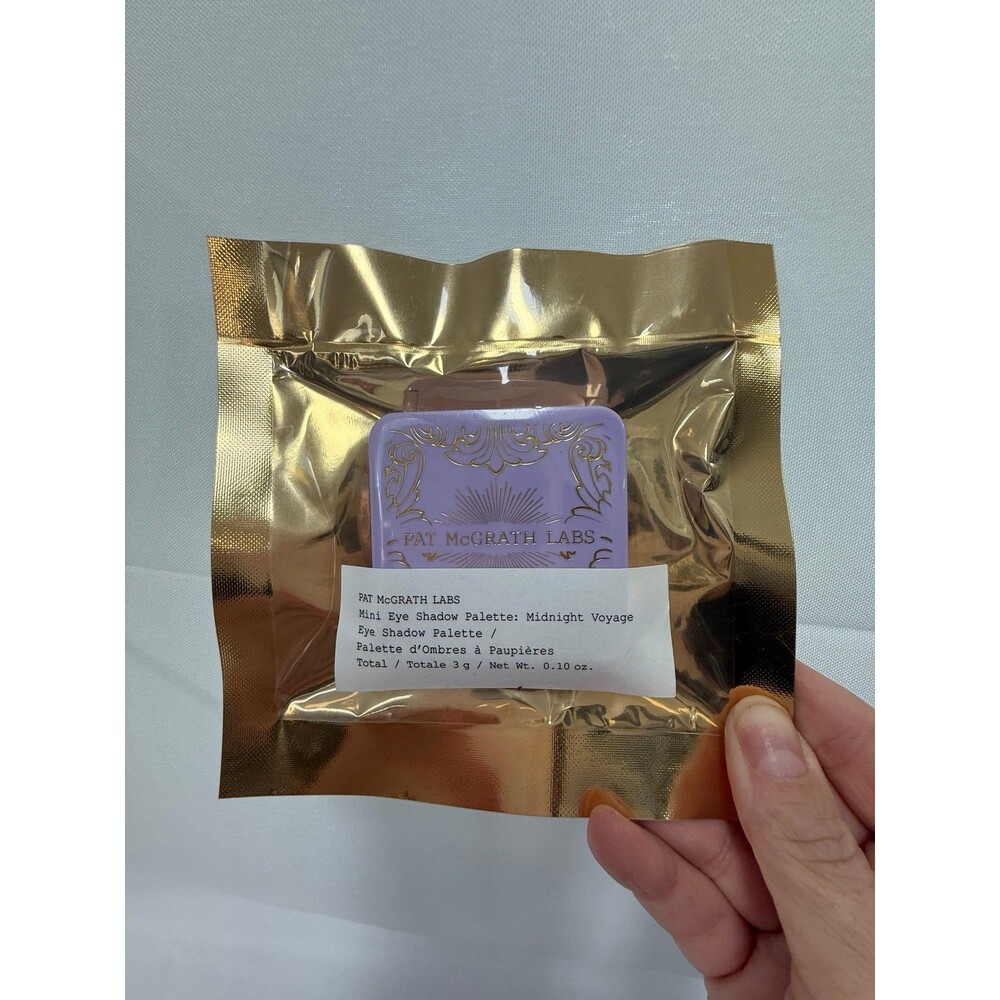 PAT McGRATH LABS
PAT McGRATH LABS
Mini Eye Shadow Palette: Midnight Voyage
Eye Shadow Palette /
Palette d'Ombres à Paupières
Total / Totale 3 g / Net Wt. 0.10 oz.